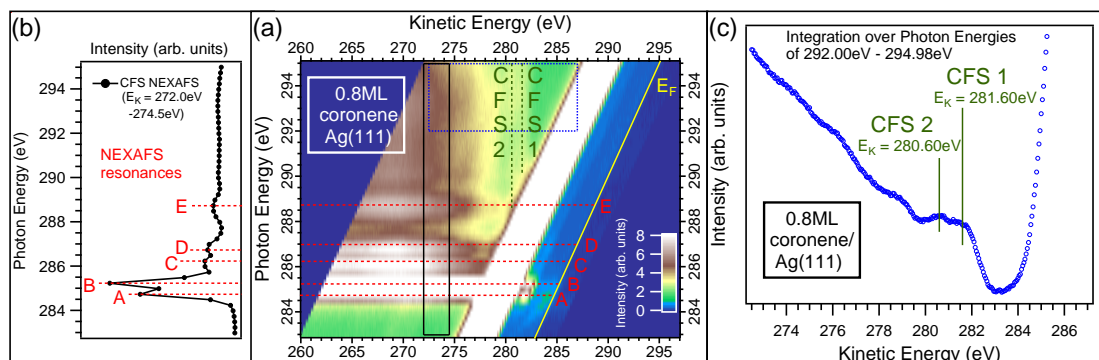 (b)
Intensity (arb. units)
CFS NEXAFS
(E_K = 272.0eV
-274.5eV)
NEXAFS
resonances
E
D
C
B
A
294
292
290
288
286
284
Photon Energy (eV)
(a)
Kinetic Energy (eV)
260 265 270 275 280 285 290 295
0.8ML
coronene
Ag(111)
CFS 2
CFS 1
E_F
E
D
C
B
A
294
292
290
288
286
284
Photon Energy (eV)
8
6
4
2
0
Intensity (arb. units)
260 265 270 275 280 285 290 295
Kinetic Energy (eV)
(c)
Integration over Photon Energies
of 292.00eV - 294.98eV
CFS 1
E_K = 281.60eV
CFS 2
E_K = 280.60eV
0.8ML
coronene/
Ag(111)
Intensity (arb. units)
274 276 278 280 282 284 286
Kinetic Energy (eV)